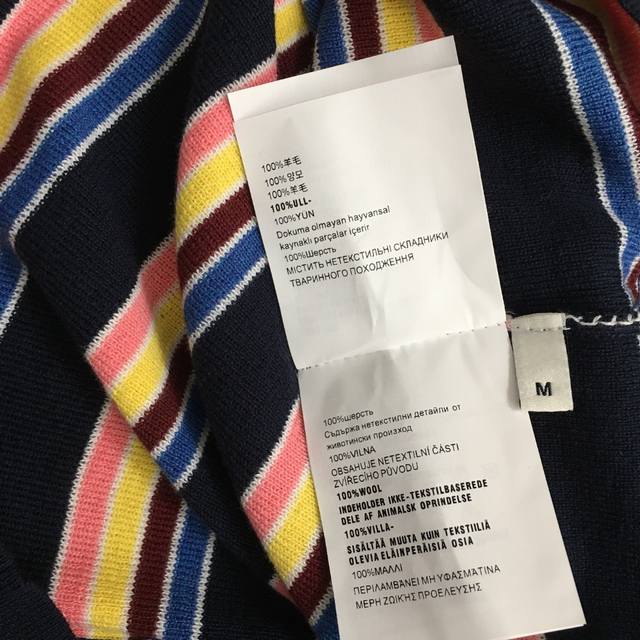 100%羊毛
100%양모
100%羊毛
100%ULL-
100%YÜN
Dokuma olmayan hayvansal
kaynaklı parçalar içerir
100%Шерсть
МІСТИТЬ НЕТЕКСТИЛЬНІ СКЛАДНИКИ
ТВАРИННОГО ПОХОДЖЕННЯ
M
100%шерсть
Съдържа нетекстилни детайли от
животински произход
100%VILNA
OBSAHUJE NETEXTILNÍ ČÁSTI
ZVÍŘECÍHO PŮVODU
100%WOOL
INDEHOLDER IKKE-TEKSTILBASEREDE
DELE AF ANIMALSK OPRINDELSE
100%VILLA-
SISÄLTÄÄ MUUTA KUIN TEKSTIILIÄ
OLEVIA ELÄINPERÄISIÄ OSIA
100%ΜΑΛΛΙ
ΠΕΡΙΛΑΜΒΑΝΕΙ ΜΗ ΥΦΑΣΜΑΤΙΝΑ
ΜΕΡΗ ΖΩΙΚΗΣ ΠΡΟΕΛΕΥΣΗΣ